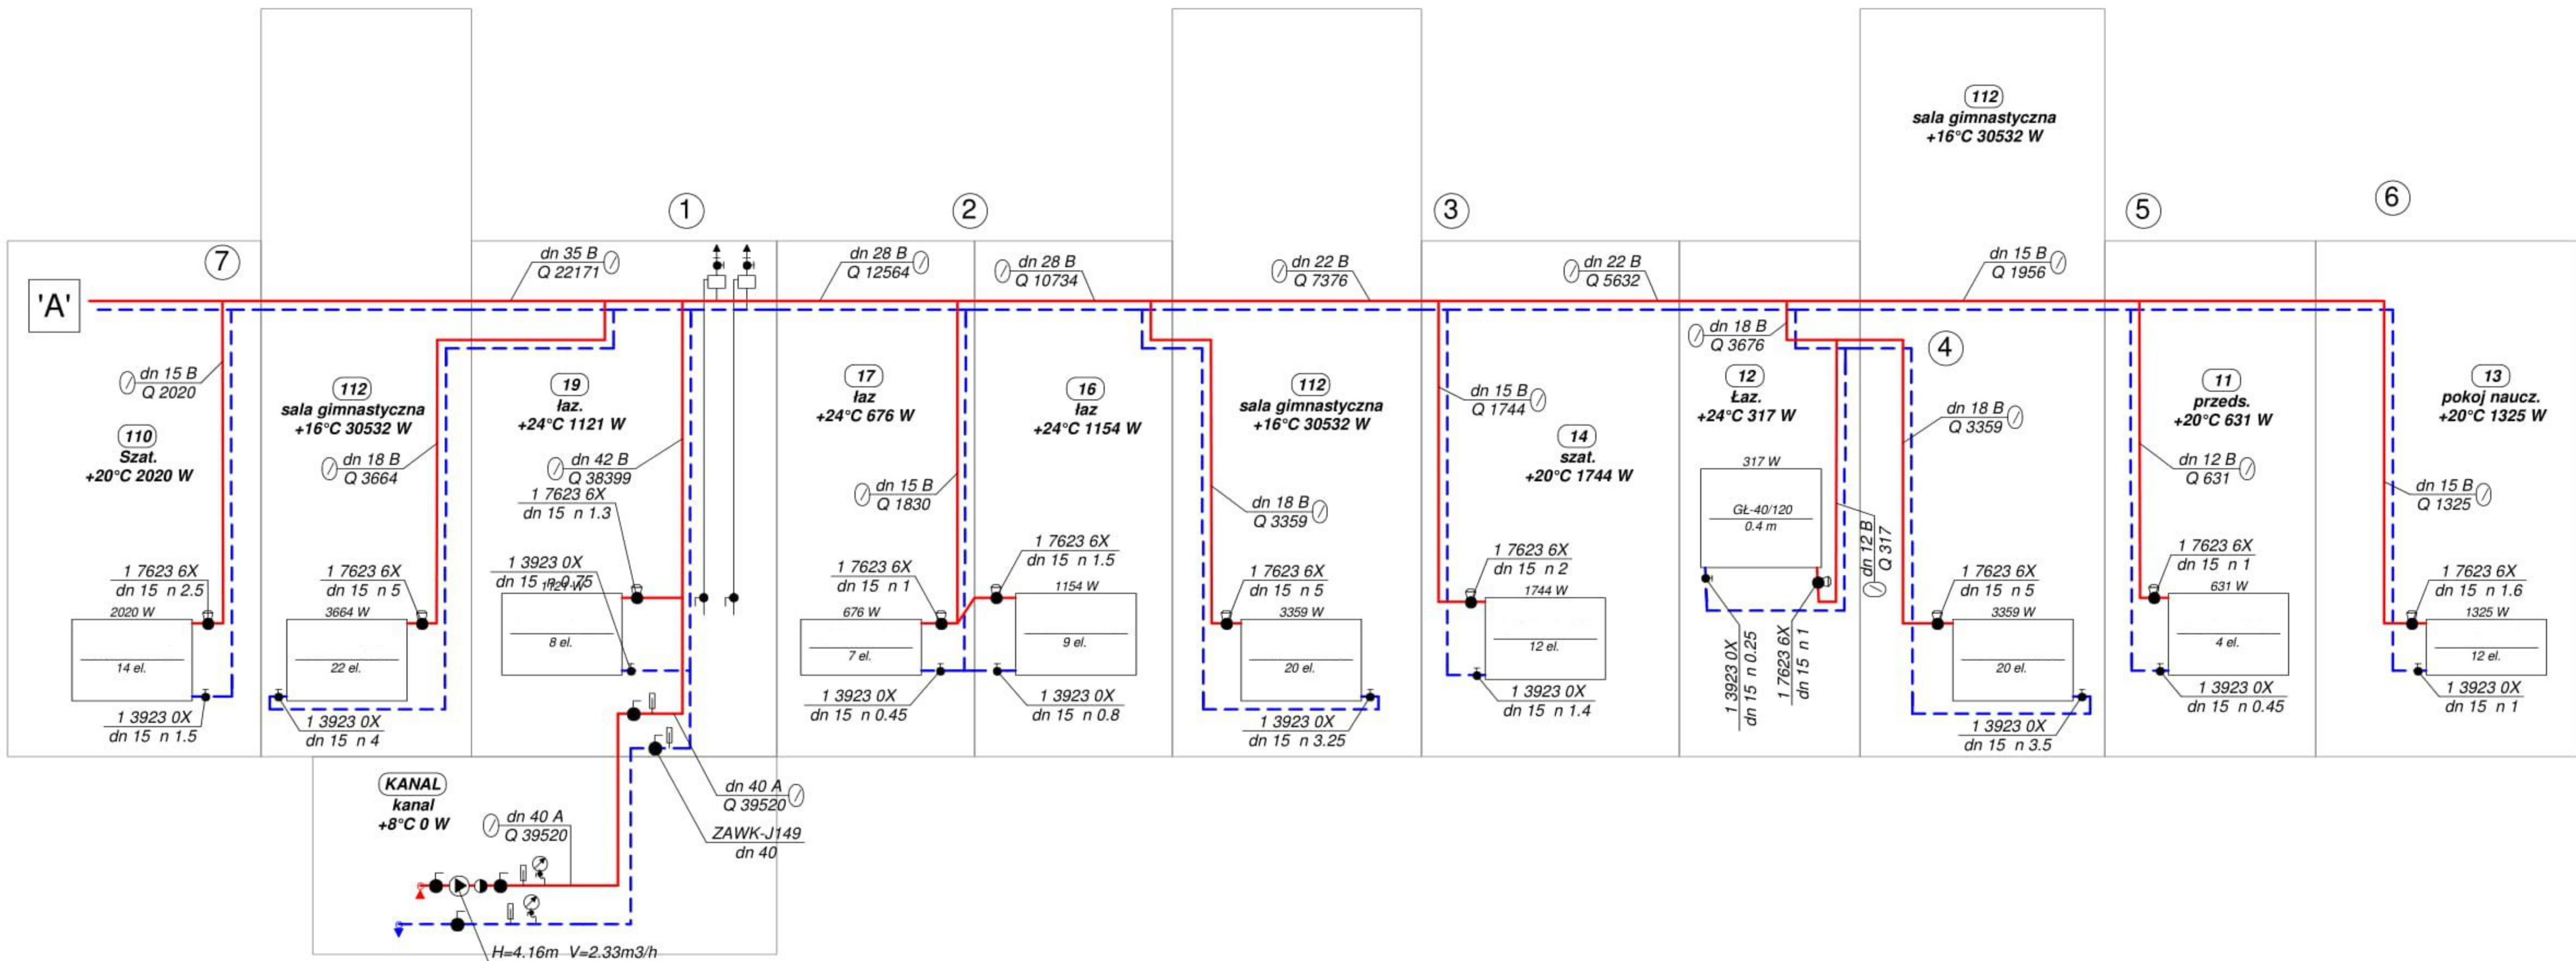 112
sala gimnastyczna
+16°C 30532 W
1
2
3
5
6
7
4
'A'
dn 35 B
Q 22171
dn 28 B
Q 12564
dn 28 B
Q 10734
dn 22 B
Q 7376
dn 22 B
Q 5632
dn 15 B
Q 1956
dn 15 B
Q 2020
110
Szat.
+20°C 2020 W
1 7623 6X
dn 15 n 2.5
2020 W
14 el.
1 3923 0X
dn 15 n 1.5
112
sala gimnastyczna
+16°C 30532 W
dn 18 B
Q 3664
1 7623 6X
dn 15 n 5
3664 W
22 el.
1 3923 0X
dn 15 n 4
19
łaz.
+24°C 1121 W
dn 42 B
Q 38399
1 7623 6X
dn 15 n 1.3
1 3923 0X
dn 15 n 0.75
1121 W
8 el.
17
łaz
+24°C 676 W
dn 15 B
Q 1830
1 7623 6X
dn 15 n 1
676 W
7 el.
1 3923 0X
dn 15 n 0.45
16
łaz
+24°C 1154 W
1 7623 6X
dn 15 n 1.5
1154 W
9 el.
1 3923 0X
dn 15 n 0.8
112
sala gimnastyczna
+16°C 30532 W
dn 18 B
Q 3359
1 7623 6X
dn 15 n 5
3359 W
20 el.
1 3923 0X
dn 15 n 3.25
dn 15 B
Q 1744
14
szat.
+20°C 1744 W
1 7623 6X
dn 15 n 2
1744 W
12 el.
1 3923 0X
dn 15 n 1.4
dn 18 B
Q 3676
12
Łaz.
+24°C 317 W
317 W
GŁ-40/120
0.4 m
1 3923 0X
dn 15 n 0.25
1 7623 6X
dn 15 n 1
dn 12 B
Q 317
dn 18 B
Q 3359
1 7623 6X
dn 15 n 5
3359 W
20 el.
1 3923 0X
dn 15 n 3.5
11
przeds.
+20°C 631 W
dn 12 B
Q 631
1 7623 6X
dn 15 n 1
631 W
4 el.
1 3923 0X
dn 15 n 0.45
13
pokoj naucz.
+20°C 1325 W
dn 15 B
Q 1325
1 7623 6X
dn 15 n 1.6
1325 W
12 el.
1 3923 0X
dn 15 n 1
KANAL
kanal
+8°C 0 W
dn 40 A
Q 39520
dn 40 A
Q 39520
ZAWK-J149
dn 40
H=4.16m V=2.33m3/h